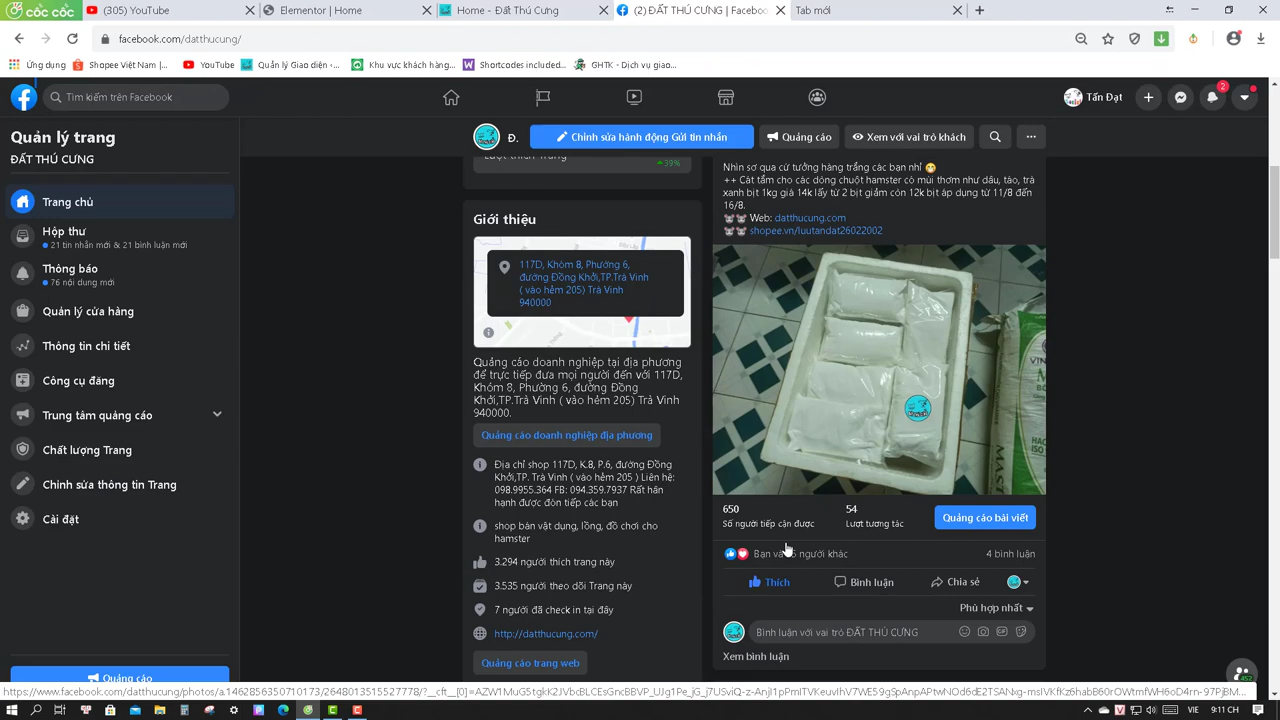 cốc cốc
(305) YouTube
Elementor | Home
Home - Đất Thú Cưng
(2) ĐẤT THÚ CƯNG | Facebook
Tab mới
facebook.com/datthucung/
Ứng dụng
Shopee Việt Nam |...
YouTube
Quản lý Giao diện ‹...
Khu vực khách hàng...
Shortcodes included...
GHTK - Dịch vụ giao...
Tìm kiếm trên Facebook
Tấn Đạt
2
Quản lý trang
ĐẤT THÚ CƯNG
Trang chủ
Hộp thư
21 tin nhắn mới & 21 bình luận mới
Thông báo
76 nội dung mới
Quản lý cửa hàng
Thông tin chi tiết
Công cụ đăng
Trung tâm quảng cáo
Chất lượng Trang
Chỉnh sửa thông tin Trang
Cài đặt
Quảng cáo
Đ.
Chỉnh sửa hành động Gửi tin nhắn
Quảng cáo
Xem với vai trò khách
Lượt thích Trang
39%
Giới thiệu
117D, Khóm 8, Phường 6,
đường Đồng Khởi,TP.Trà Vinh
( vào hẻm 205) Trà Vinh
940000
Quảng cáo doanh nghiệp tại địa phương
để trực tiếp đưa mọi người đến với 117D,
Khóm 8, Phường 6, đường Đồng
Khởi,TP.Trà Vinh ( vào hẻm 205) Trà Vinh
940000.
Quảng cáo doanh nghiệp địa phương
Địa chỉ shop 117D, K.8, P.6, đường Đồng
Khởi,TP. Trà Vinh ( vào hẻm 205 ) Liên hệ:
098.9955.364 FB: 094.359.7937 Rất hân
hạnh được đón tiếp các bạn
shop bán vật dụng, lồng, đồ chơi cho
hamster
3.294 người thích trang này
3.535 người theo dõi Trang này
7 người đã check in tại đây
http://datthucung.com/
Quảng cáo trang web
Nhìn sơ qua cứ tưởng hàng trắng các bạn nhỉ
++ Cát tắm cho các dòng chuột hamster có mùi thơm như dâu, táo, trà
xanh bịt 1kg giá 14k lấy từ 2 bịt giảm còn 12k bịt áp dụng từ 11/8 đến
16/8.
Web: datthucung.com
shopee.vn/luutandat26022002
650
Số người tiếp cận được
54
Lượt tương tác
Quảng cáo bài viết
Bạn và người khác
4 bình luận
Thích
Bình luận
Chia sẻ
Phù hợp nhất
Bình luận với vai trò ĐẤT THÚ CƯNG
Xem bình luận
VIE
9:11 CH